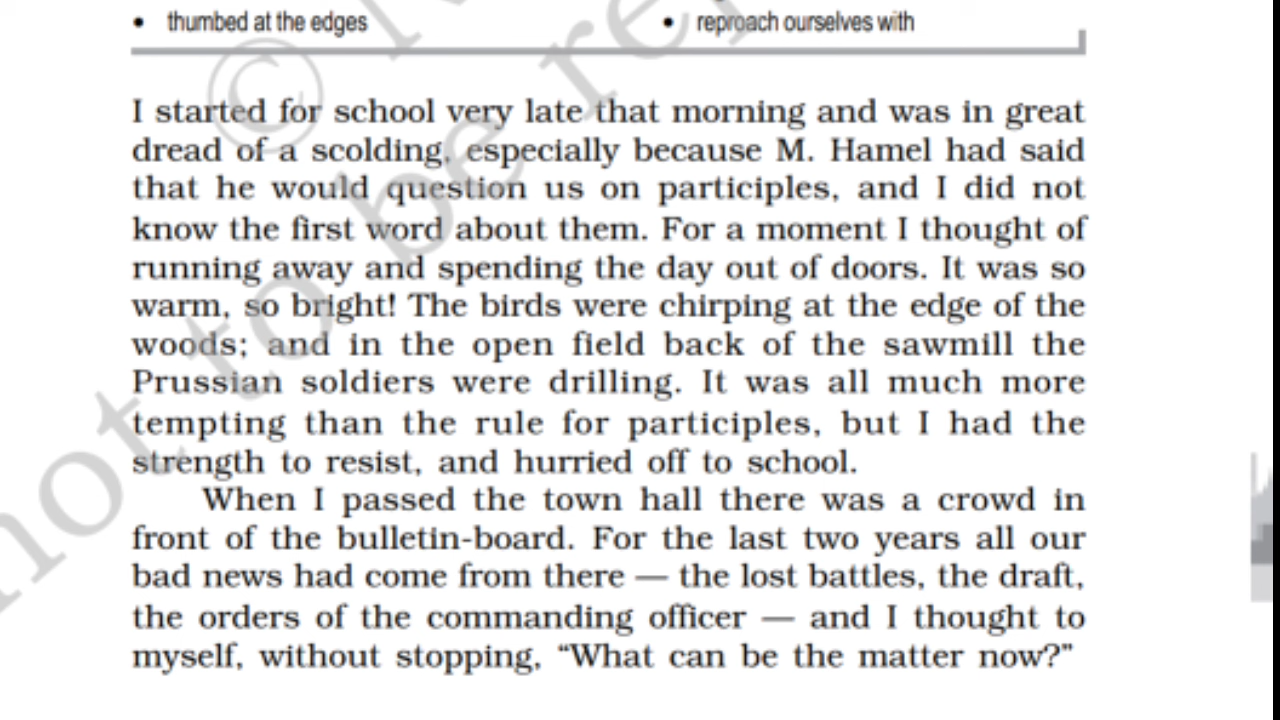 • thumbed at the edges
• reproach ourselves with
I started for school very late that morning and was in great
dread of a scolding, especially because M. Hamel had said
that he would question us on participles, and I did not
know the first word about them. For a moment I thought of
running away and spending the day out of doors. It was so
warm, so bright! The birds were chirping at the edge of the
woods; and in the open field back of the sawmill the
Prussian soldiers were drilling. It was all much more
tempting than the rule for participles, but I had the
strength to resist, and hurried off to school.
When I passed the town hall there was a crowd in
front of the bulletin-board. For the last two years all our
bad news had come from there — the lost battles, the draft,
the orders of the commanding officer — and I thought to
myself, without stopping, “What can be the matter now?”
not to be
©